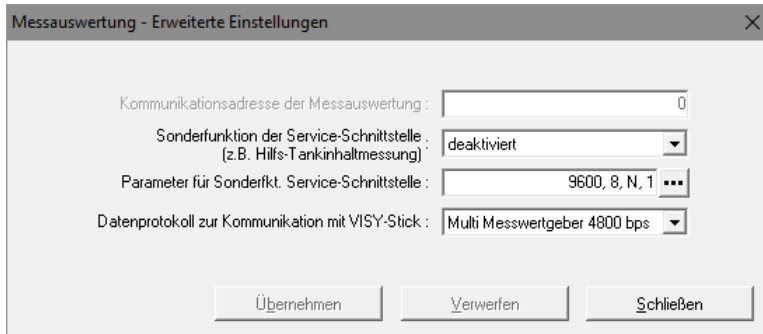 Messauswertung - Erweiterte Einstellungen
Kommunikationsadresse der Messauswertung : 0
Sonderfunktion der Service-Schnittstelle :
(z.B. Hilfs-Tankinhaltmessung) deaktiviert
Parameter für Sonderfkt. Service-Schnittstelle : 9600, 8, N, 1 ...
Datenprotokoll zur Kommunikation mit VISY-Stick : Multi Messwertgeber 4800 bps
Übernehmen Verwerfen Schließen